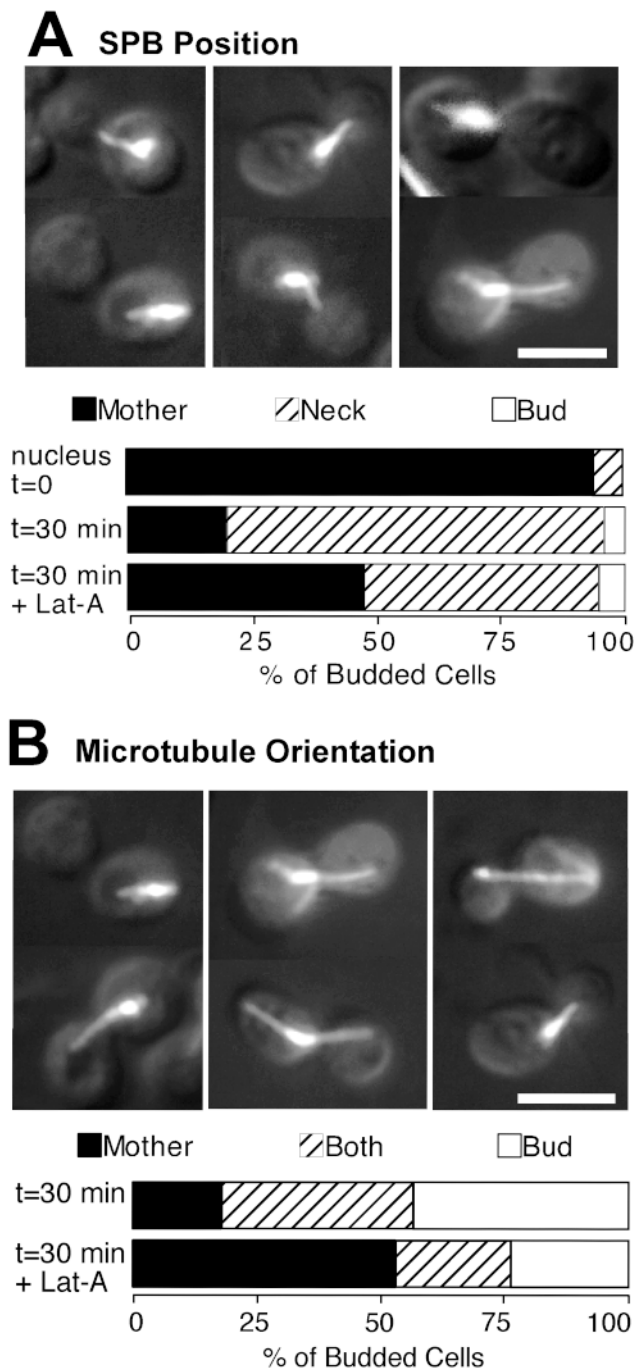 A SPB Position
Mother Neck Bud
nucleus
t=0
t=30 min
t=30 min
+ Lat-A
0 25 50 75 100
% of Budded Cells
B Microtubule Orientation
Mother Both Bud
t=30 min
t=30 min
+ Lat-A
0 25 50 75 100
% of Budded Cells